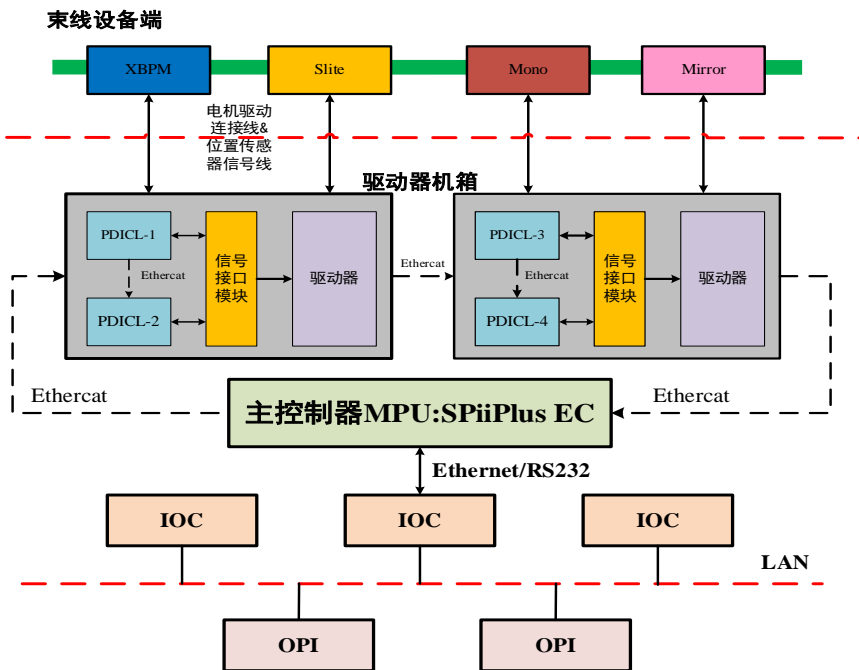 束线设备端
XBPM
Slite
Mono
Mirror
电机驱动
连接线&
位置传感
器信号线
驱动器机箱
PDICL-1
Ethercat
PDICL-2
信号
接口
模块
驱动器
Ethercat
PDICL-3
Ethercat
PDICL-4
信号
接口
模块
驱动器
Ethercat
主控制器MPU:SPiiPlus EC
Ethercat
Ethernet/RS232
IOC
IOC
IOC
LAN
OPI
OPI